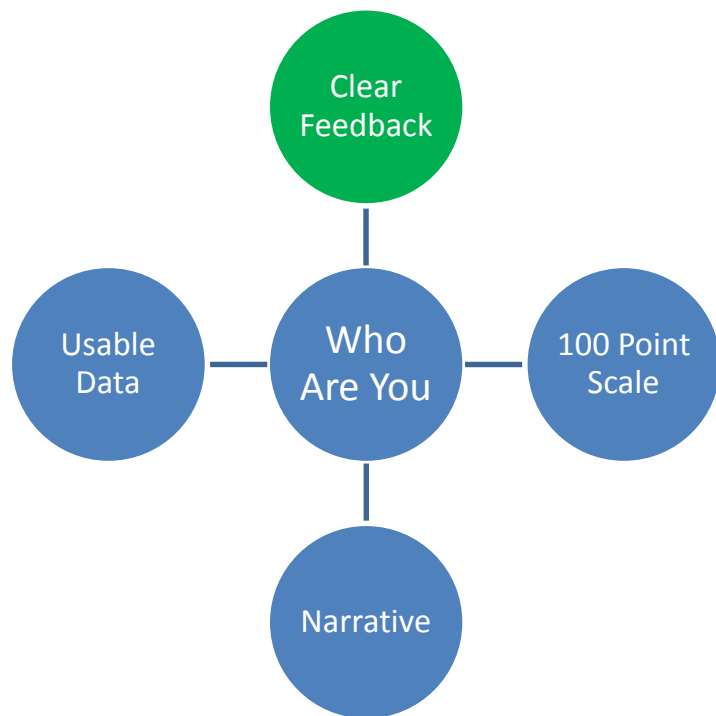 Clear
Feedback
Usable
Data
Who
Are You
100 Point
Scale
Narrative